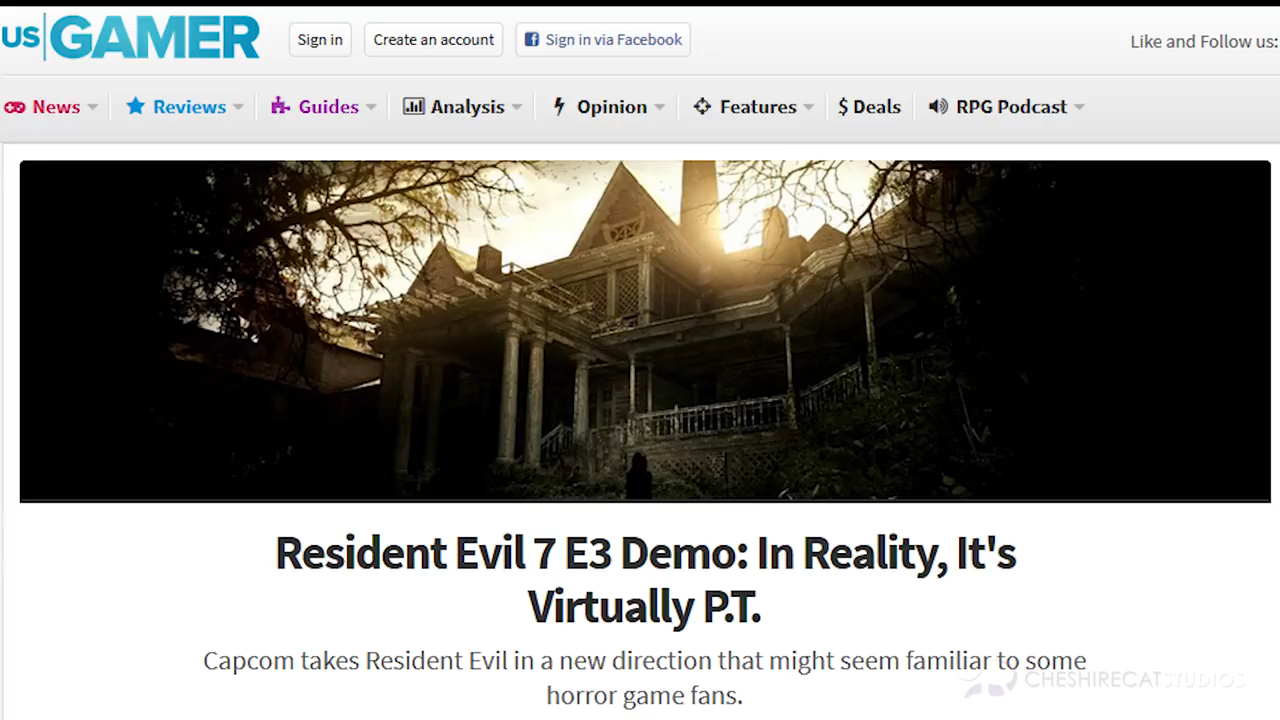 US GAMER
Sign in
Create an account
Sign in via Facebook
Like and Follow us:
News
Reviews
Guides
Analysis
Opinion
Features
$ Deals
RPG Podcast
Resident Evil 7 E3 Demo: In Reality, It's
Virtually P.T.
Capcom takes Resident Evil in a new direction that might seem familiar to some
horror game fans.
CHESHIRECATSTUDIOS